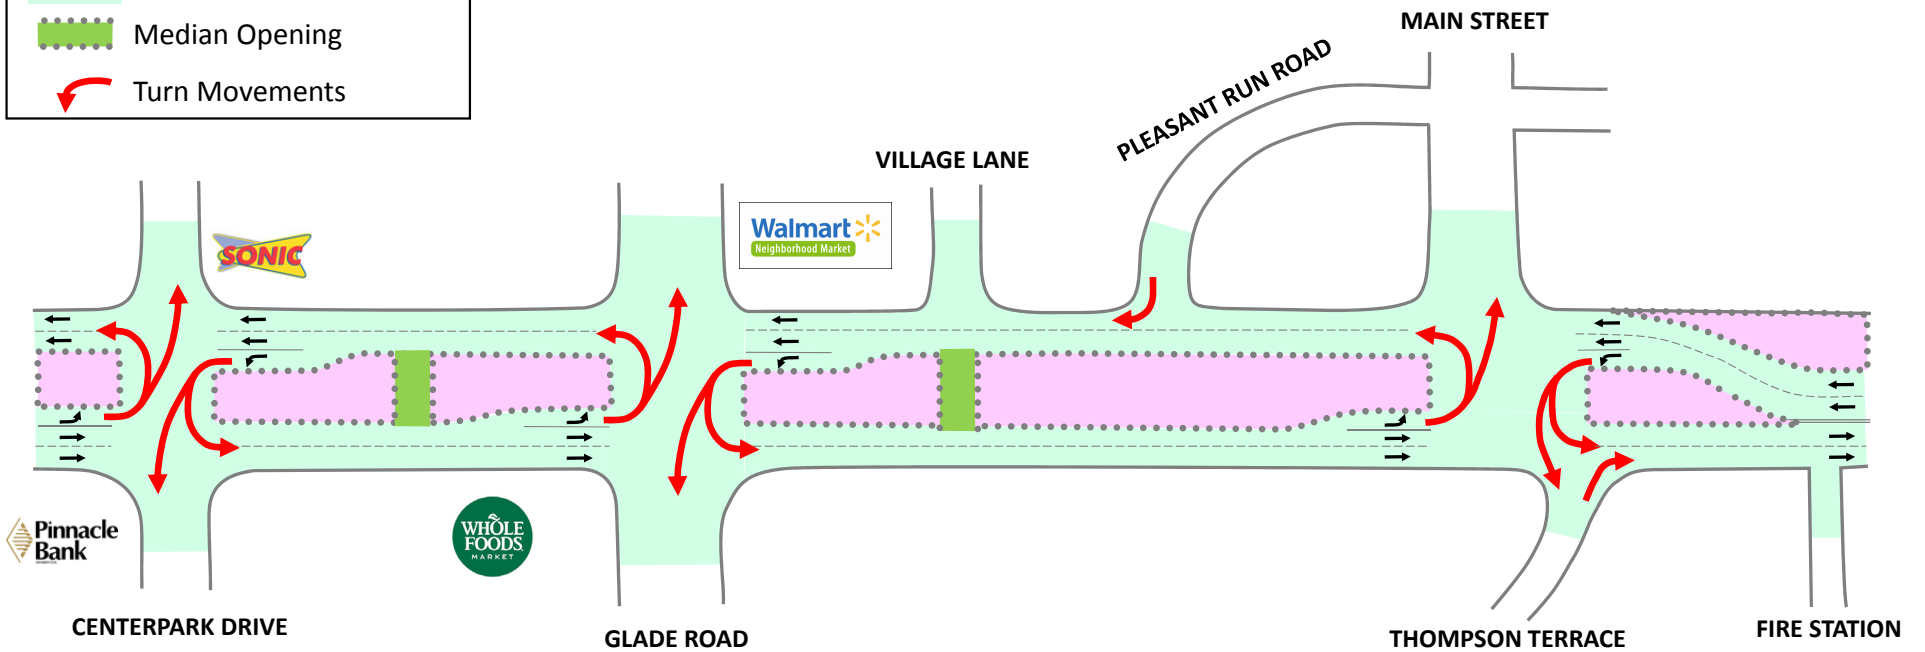 Median Opening
Turn Movements
MAIN STREET
PLEASANT RUN ROAD
VILLAGE LANE
SONIC
Walmart
Neighborhood Market
Pinnacle
Bank
WHOLE
FOODS
MARKET
CENTERPARK DRIVE
GLADE ROAD
THOMPSON TERRACE
FIRE STATION